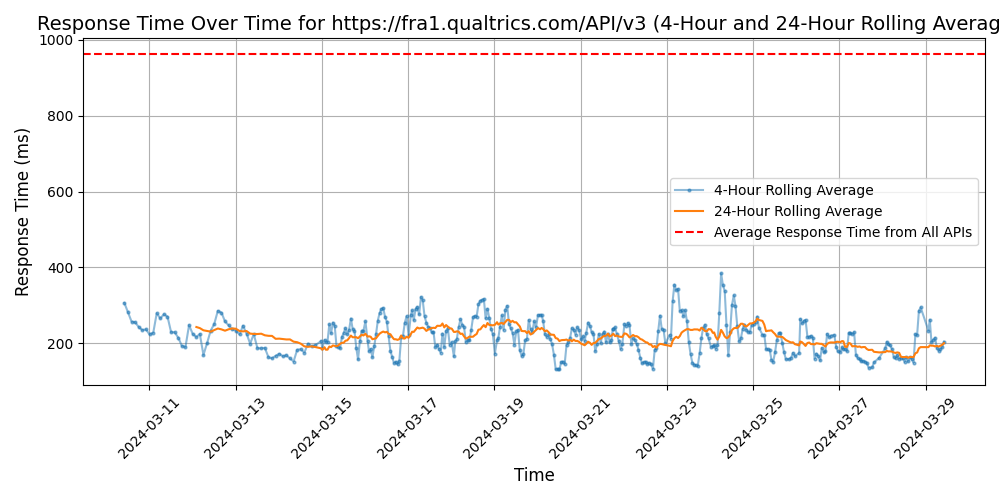 Response Time Over Time for https://fra1.qualtrics.com/API/v3 (4-Hour and 24-Hour Rolling Averag
1000
800
600
400
200
Response Time (ms)
4-Hour Rolling Average
24-Hour Rolling Average
Average Response Time from All APIs
2024-03-11
2024-03-13
2024-03-15
2024-03-17
2024-03-19
2024-03-21
2024-03-23
2024-03-25
2024-03-27
2024-03-29
Time